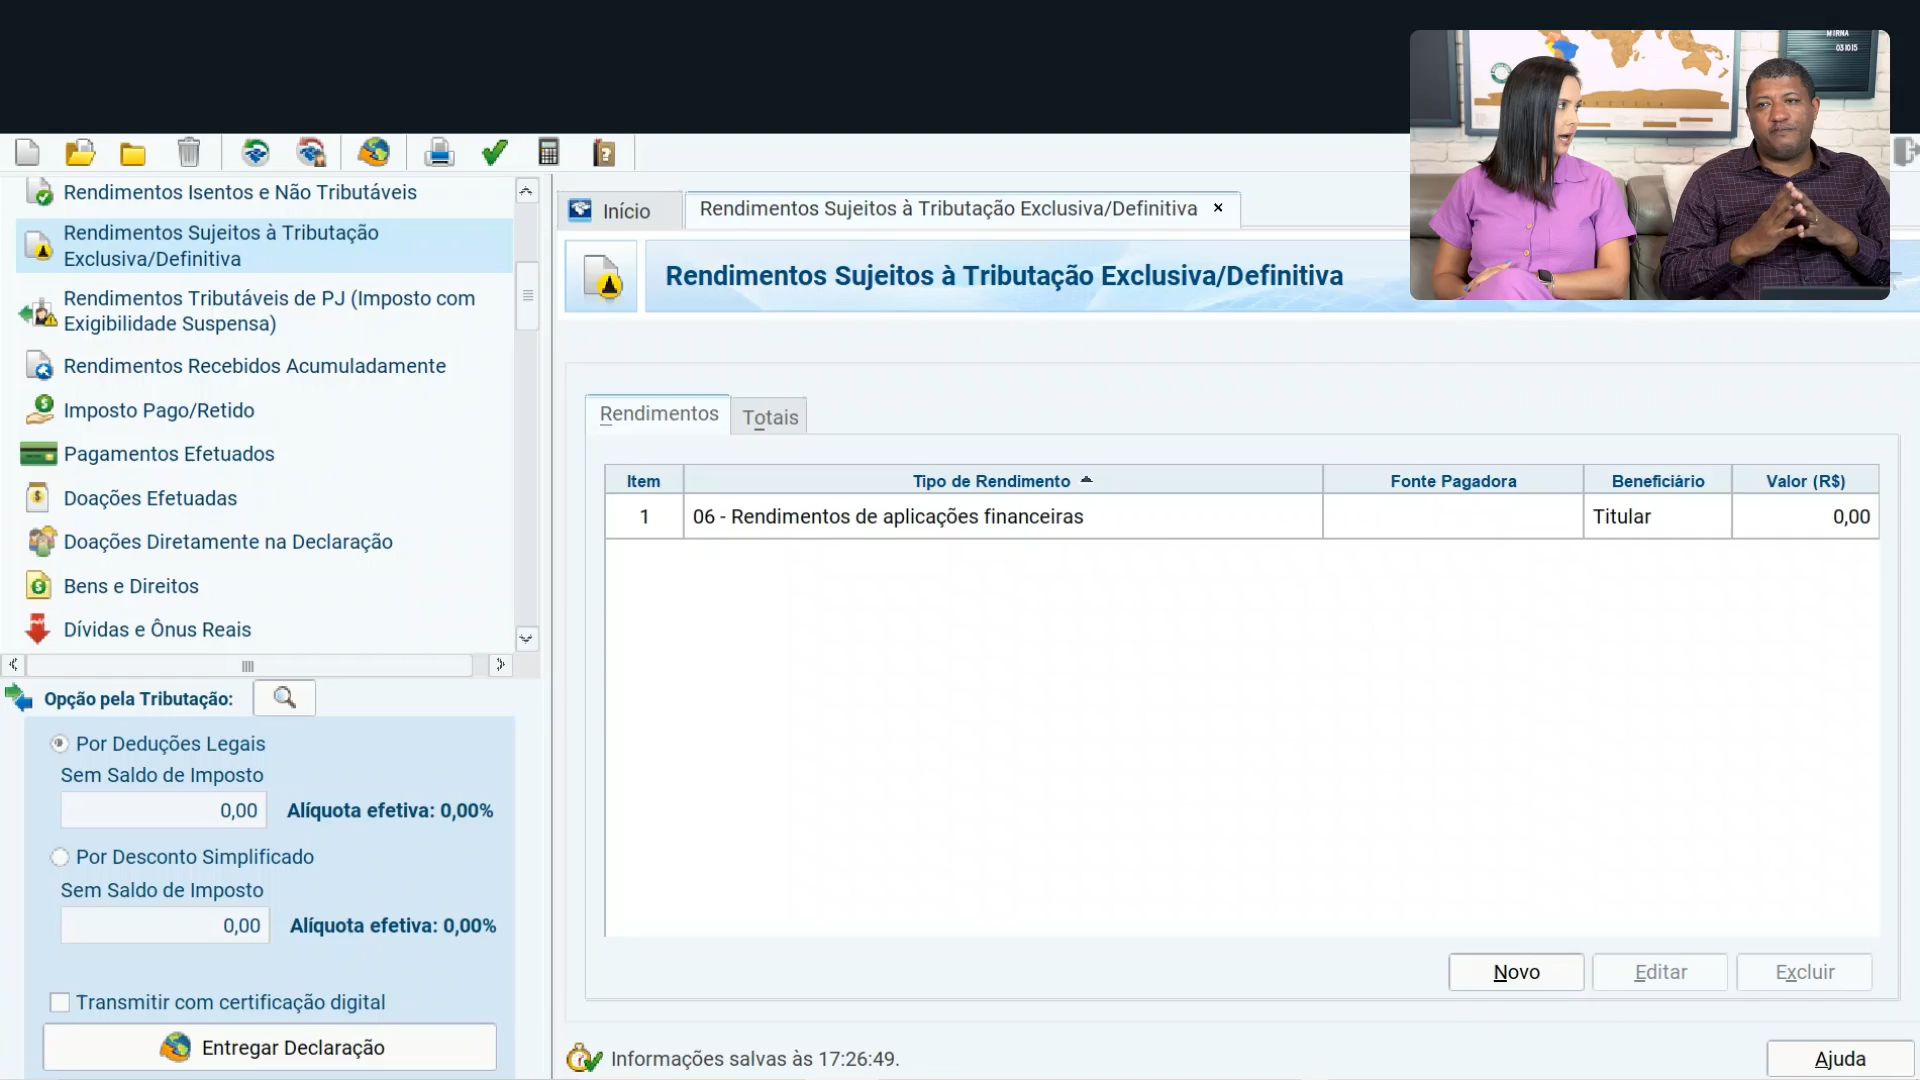 MIRNA
031015
Rendimentos Isentos e Não Tributáveis
Rendimentos Sujeitos à Tributação
Exclusiva/Definitiva
Rendimentos Tributáveis de PJ (Imposto com
Exigibilidade Suspensa)
Rendimentos Recebidos Acumuladamente
Imposto Pago/Retido
Pagamentos Efetuados
Doações Efetuadas
Doações Diretamente na Declaração
Bens e Direitos
Dívidas e Ônus Reais
Opção pela Tributação:
Por Deduções Legais
Sem Saldo de Imposto
0,00 Alíquota efetiva: 0,00%
Por Desconto Simplificado
Sem Saldo de Imposto
0,00 Alíquota efetiva: 0,00%
Transmitir com certificação digital
Entregar Declaração
Início
Rendimentos Sujeitos à Tributação Exclusiva/Definitiva ×
Rendimentos Sujeitos à Tributação Exclusiva/Definitiva
Rendimentos Totais
Item Tipo de Rendimento Fonte Pagadora Beneficiário Valor (R$)
1 06 - Rendimentos de aplicações financeiras Titular 0,00
Novo Editar Excluir
Informações salvas às 17:26:49.
Ajuda